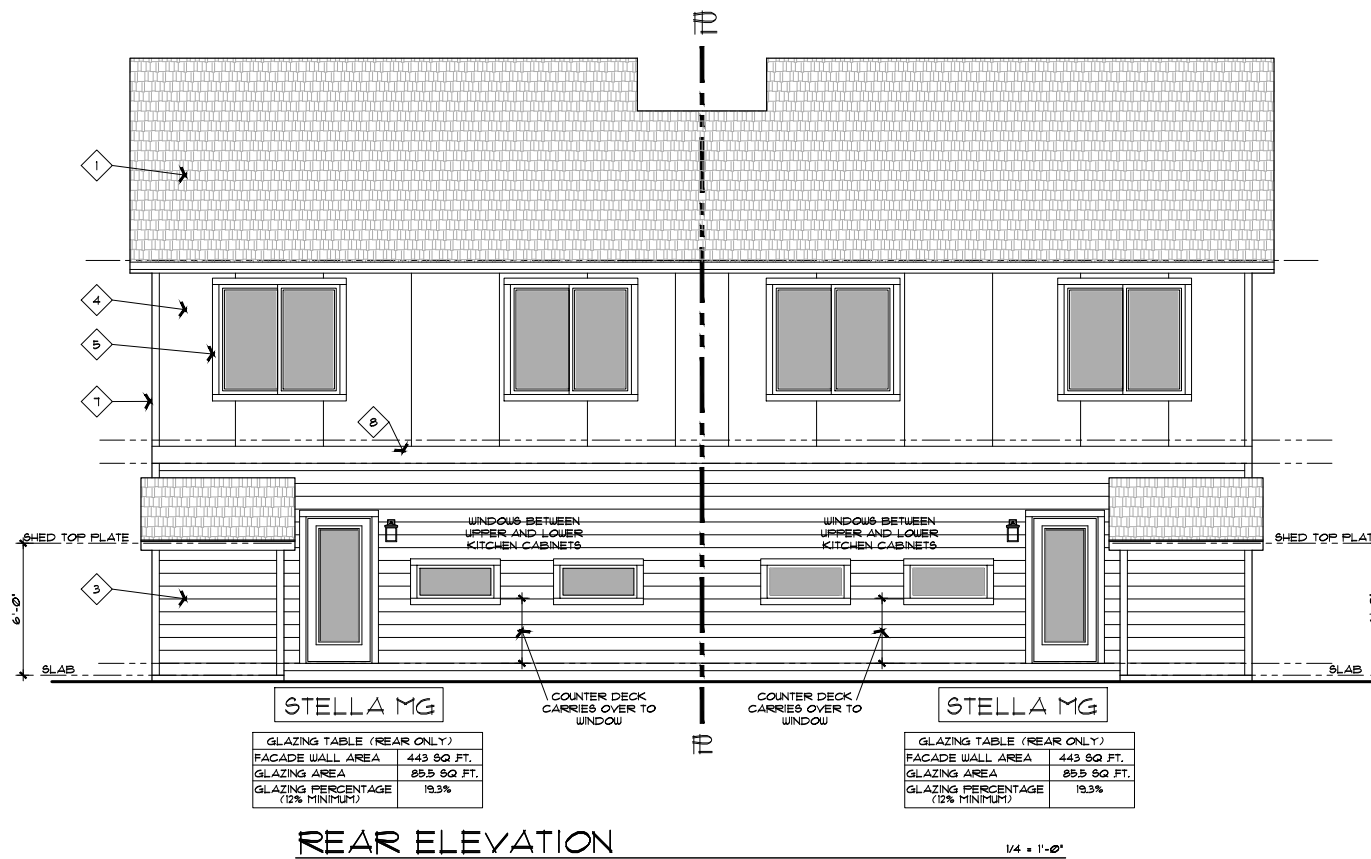 PL
1
4
5
7
8
WINDOWS BETWEEN
UPPER AND LOWER
KITCHEN CABINETS
WINDOWS BETWEEN
UPPER AND LOWER
KITCHEN CABINETS
SHED TOP PLATE
SHED TOP PLAT
3
6'-0"
SLAB
SLAB
COUNTER DECK
CARRIES OVER TO
WINDOW
COUNTER DECK
CARRIES OVER TO
WINDOW
STELLA MG
STELLA MG
PL
GLAZING TABLE (REAR ONLY)
FACADE WALL AREA 443 SQ. FT.
GLAZING AREA 85.5 SQ. FT.
GLAZING PERCENTAGE 19.3%
(12% MINIMUM)
GLAZING TABLE (REAR ONLY)
FACADE WALL AREA 443 SQ. FT.
GLAZING AREA 85.5 SQ. FT.
GLAZING PERCENTAGE 19.3%
(12% MINIMUM)
REAR ELEVATION
1/4 = 1'-0"